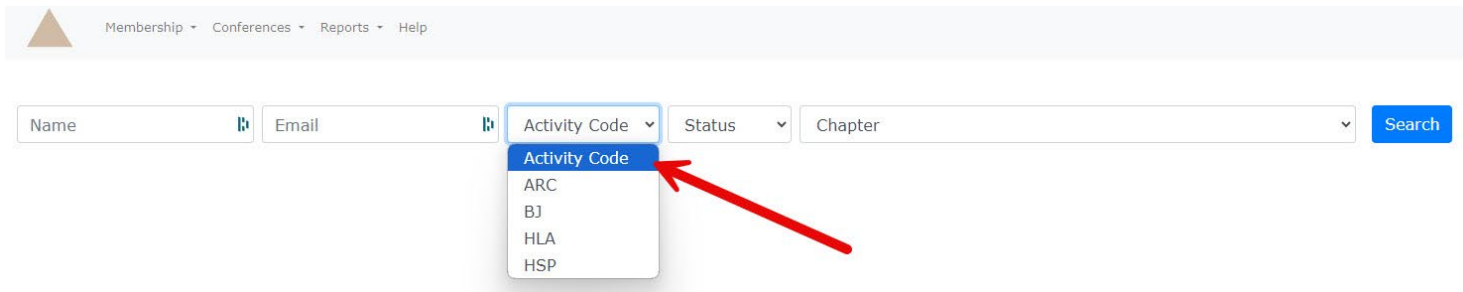 Membership Conferences Reports Help
Name Email Activity Code Status Chapter Search
Activity Code
ARC
BJ
HLA
HSP